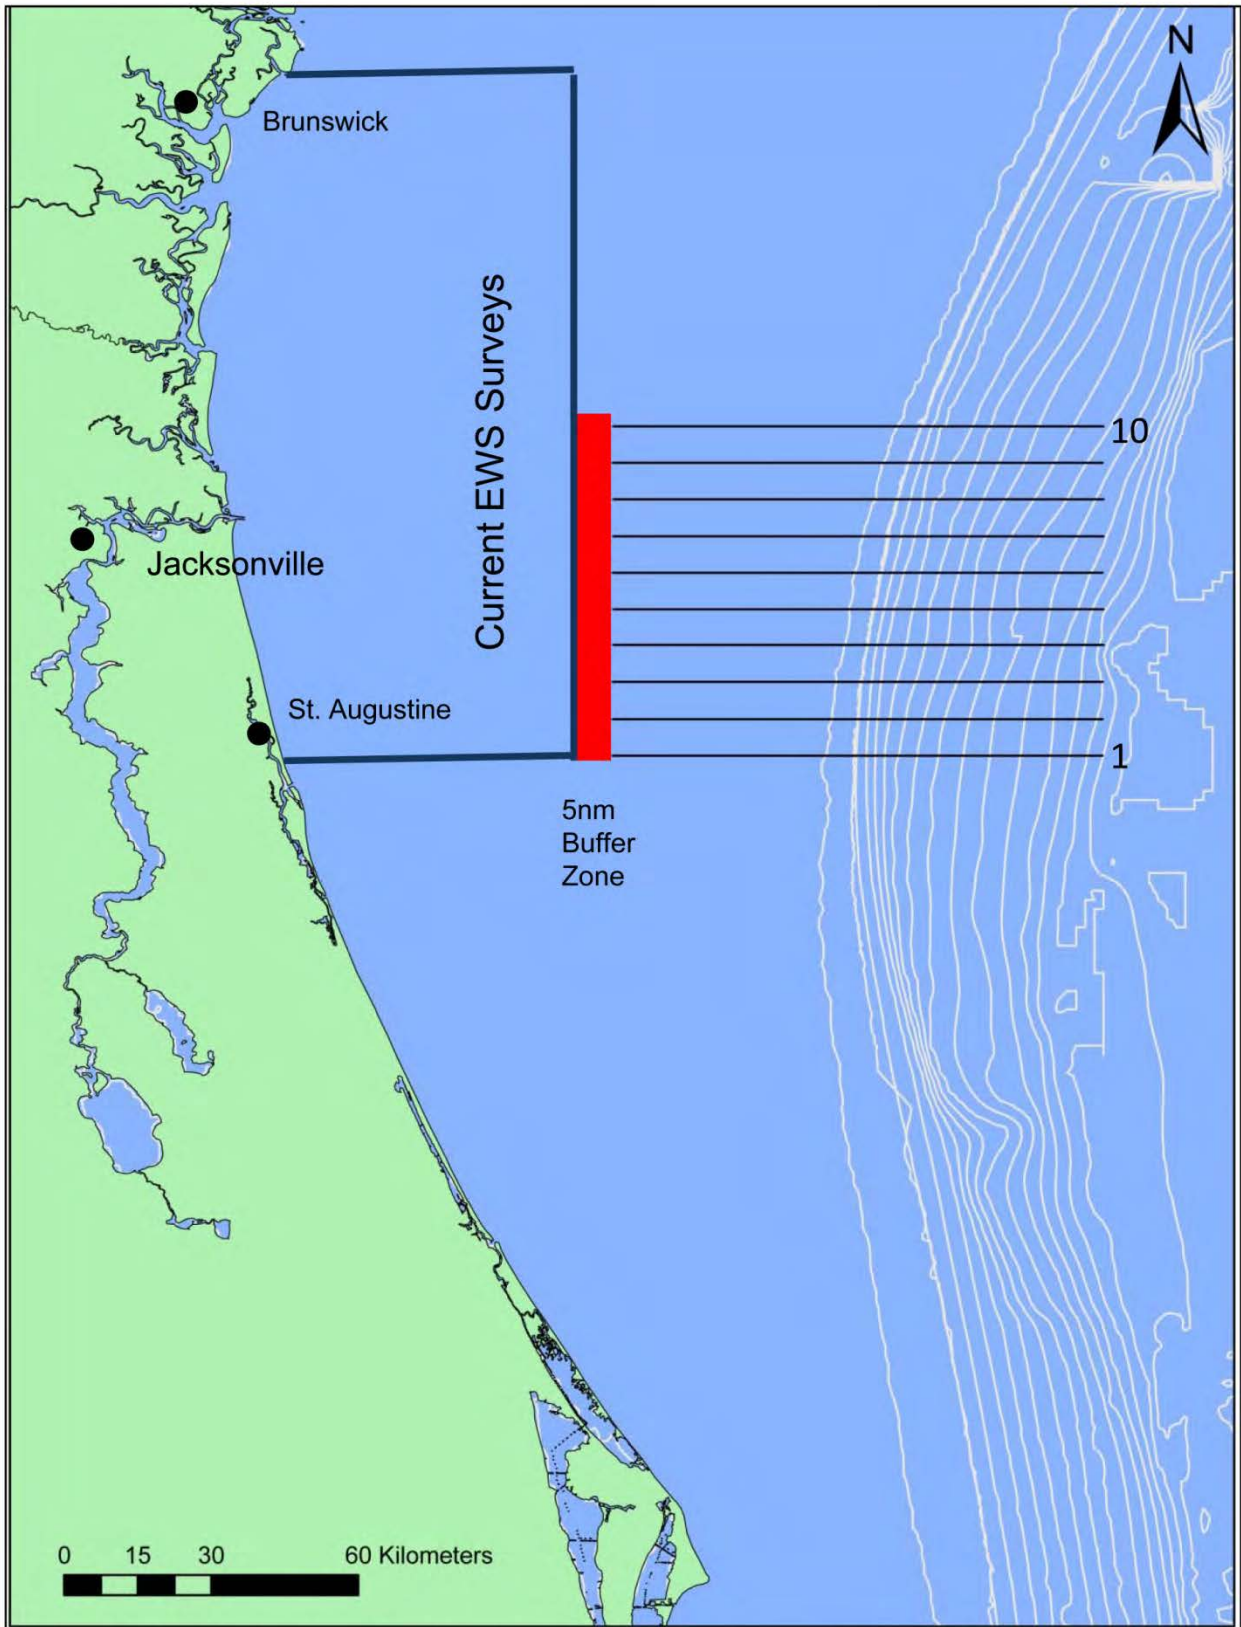 N
Brunswick
Current EWS Surveys
10
Jacksonville
St. Augustine
1
5nm
Buffer
Zone
0 15 30 60 Kilometers